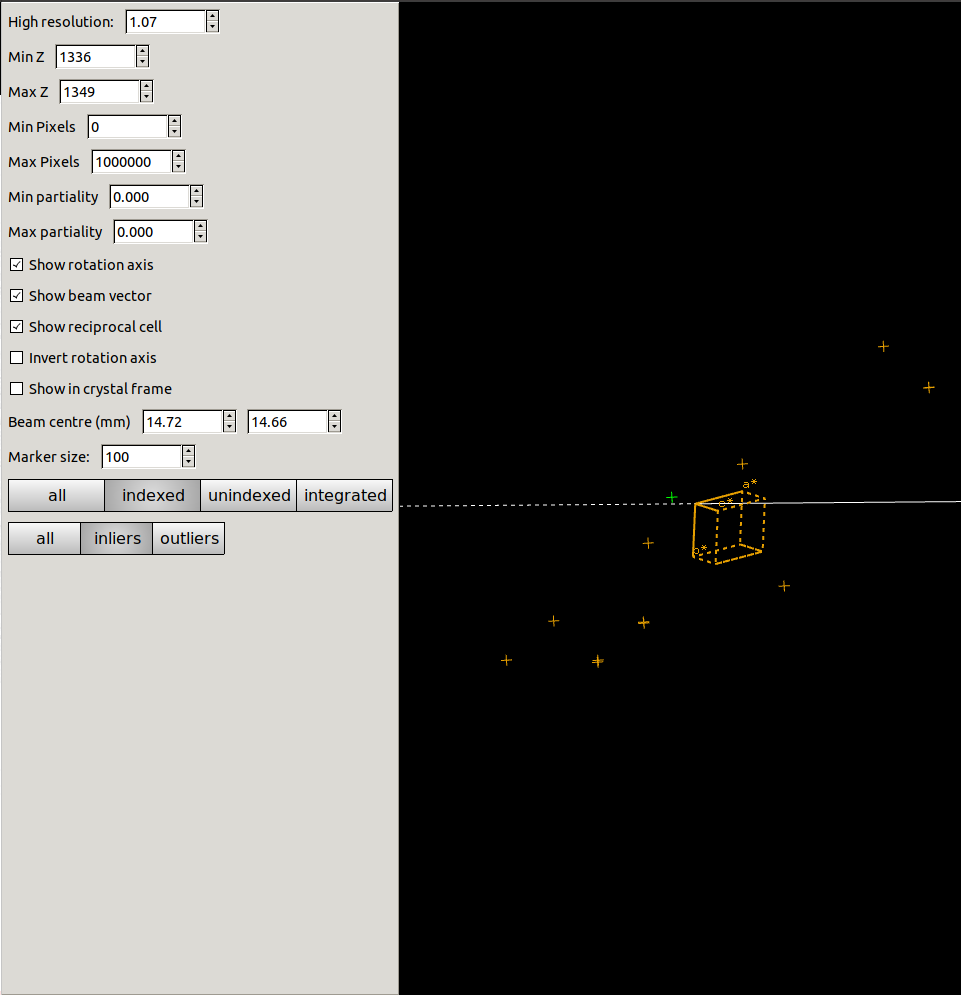 High resolution: 1.07
Min Z 1336
Max Z 1349
Min Pixels 0
Max Pixels 1000000
Min partiality 0.000
Max partiality 0.000
Show rotation axis
Show beam vector
Show reciprocal cell
Invert rotation axis
Show in crystal frame
Beam centre (mm) 14.72 14.66
Marker size: 100
all indexed unindexed integrated
all inliers outliers
a*
c*
b*